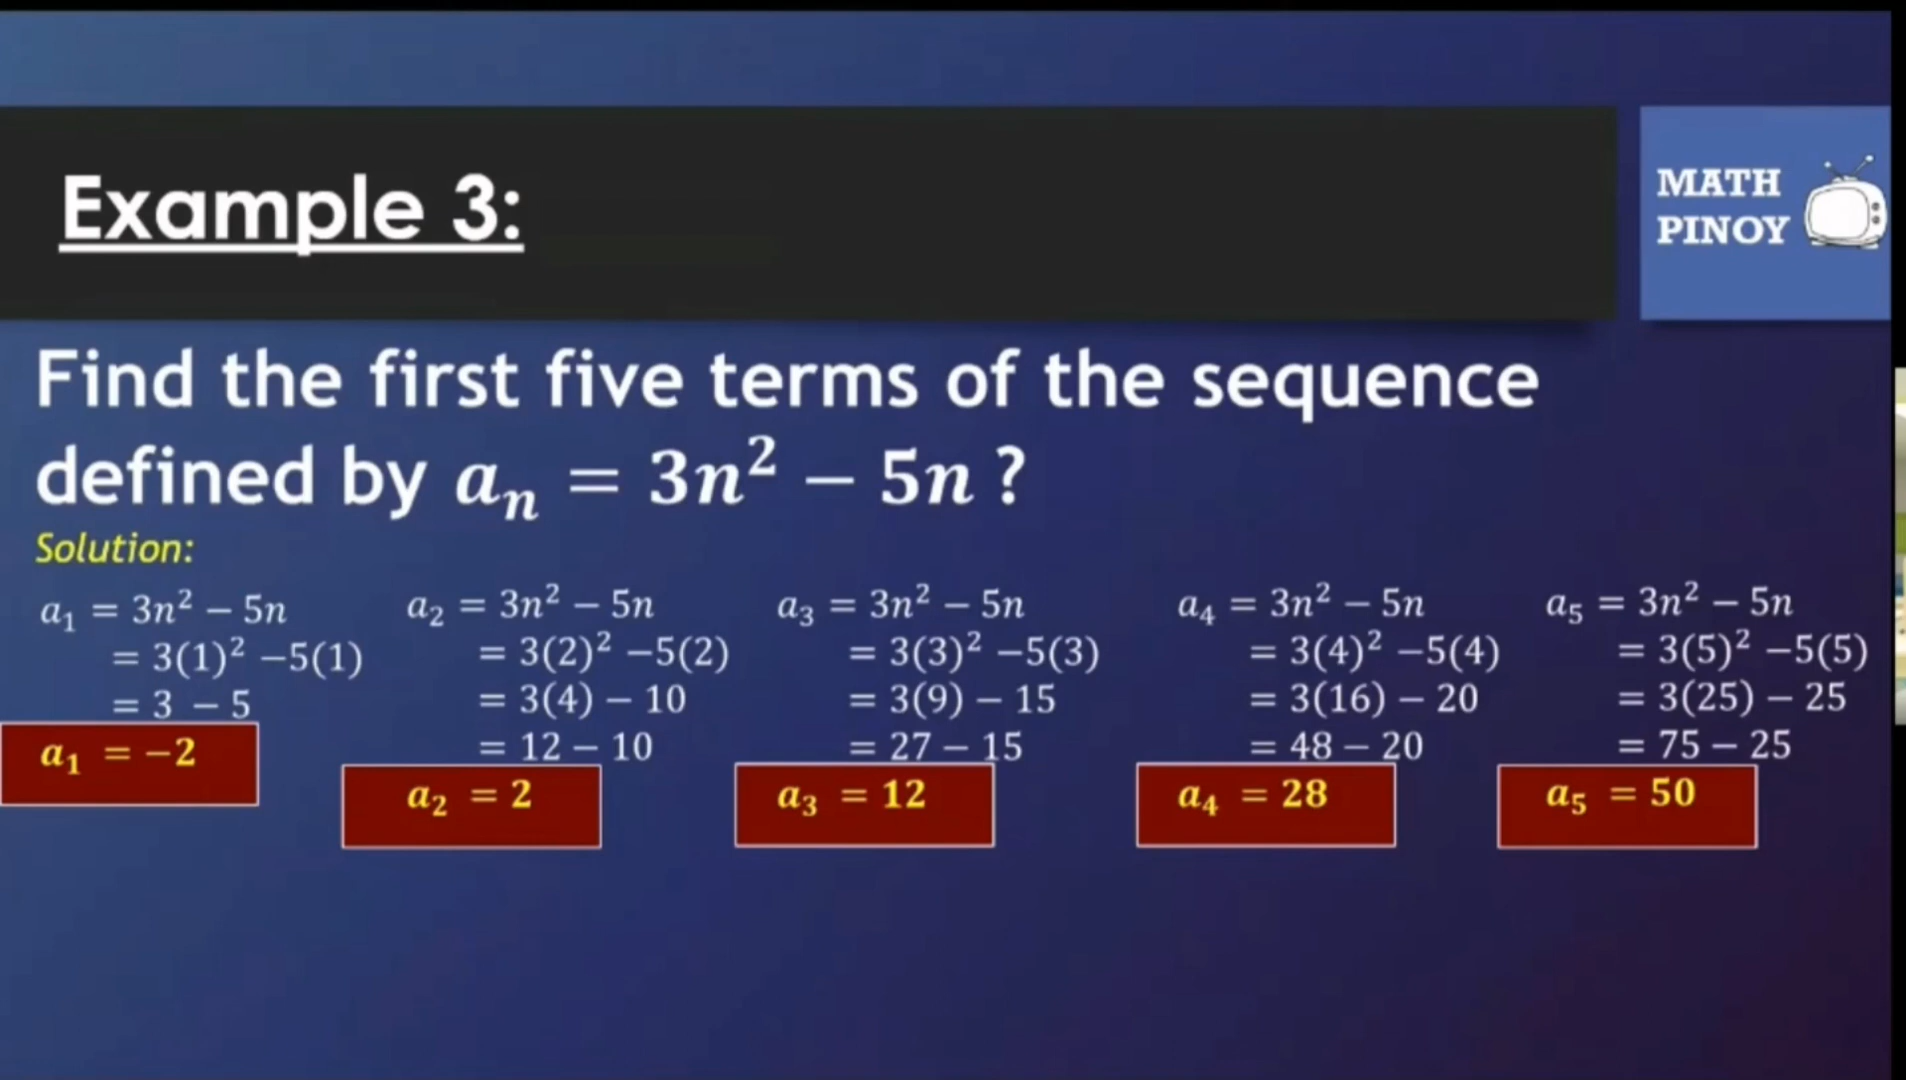 Example 3:
MATH
PINOY
Find the first five terms of the sequence
defined by aₙ = 3n² − 5n ?
Solution:
a₁ = 3n² − 5n
= 3(1)² −5(1)
= 3 − 5
a₁ = −2
a₂ = 3n² − 5n
= 3(2)² −5(2)
= 3(4) − 10
= 12 − 10
a₂ = 2
a₃ = 3n² − 5n
= 3(3)² −5(3)
= 3(9) − 15
= 27 − 15
a₃ = 12
a₄ = 3n² − 5n
= 3(4)² −5(4)
= 3(16) − 20
= 48 − 20
a₄ = 28
a₅ = 3n² − 5n
= 3(5)² −5(5)
= 3(25) − 25
= 75 − 25
a₅ = 50